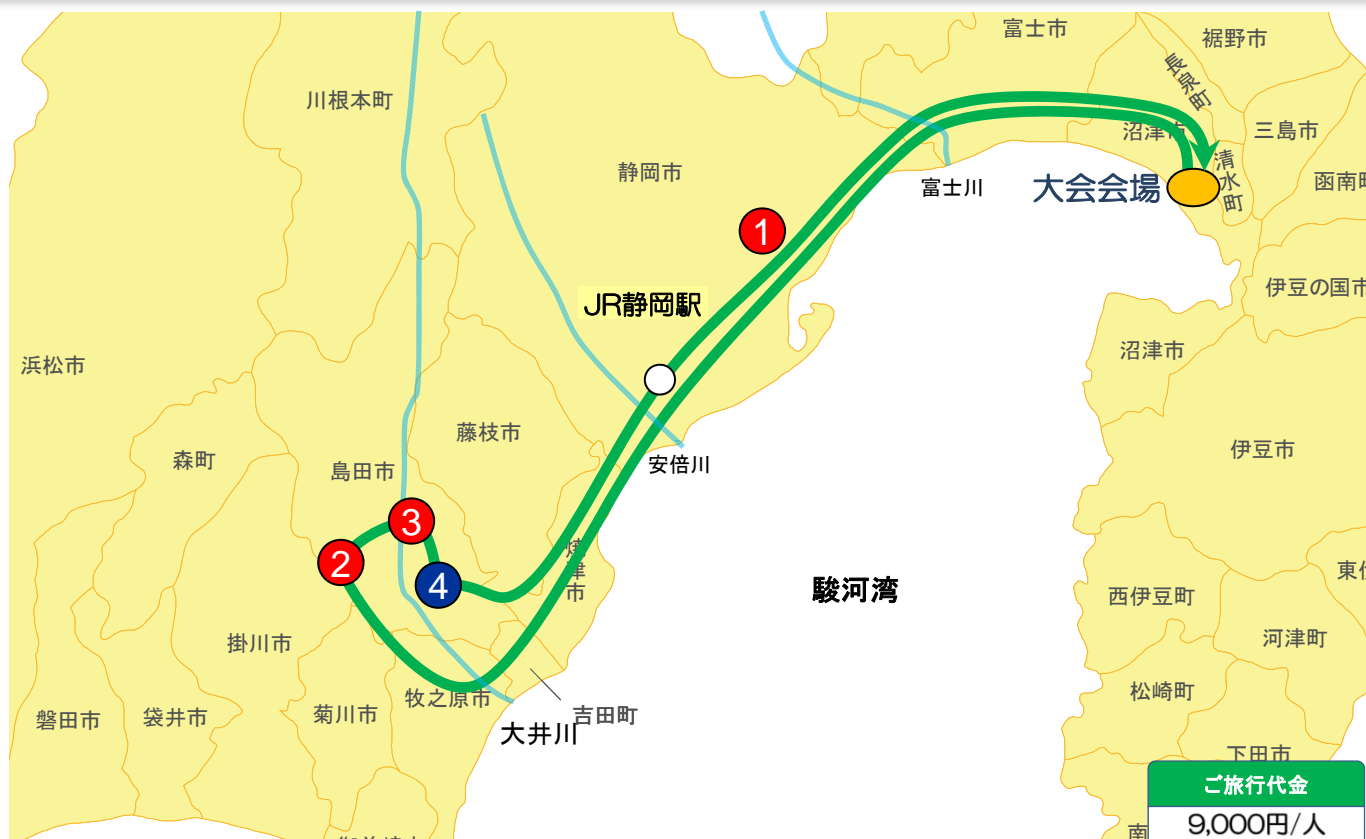 富士市
裾野市
長泉町
川根本町
沼津市
三島市
静岡市
清水町
函南町
富士川
大会会場
1
伊豆の国市
JR静岡駅
沼津市
浜松市
藤枝市
伊豆市
森町
島田市
安倍川
3
焼津市
2
4
駿河湾
西伊豆町
掛川市
河津町
松崎町
牧之原市
菊川市
吉田町
袋井市
磐田市
大井川
下田市
ご旅行代金
9,000円/人
南